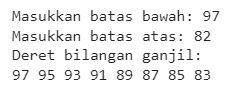 Masukkan batas bawah: 97
Masukkan batas atas: 82
Deret bilangan ganjil:
97 95 93 91 89 87 85 83